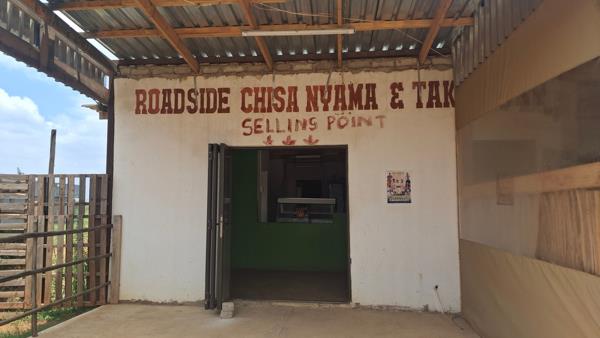 ROADSIDE CHISA NYAMA & TAK
SELLING POINT